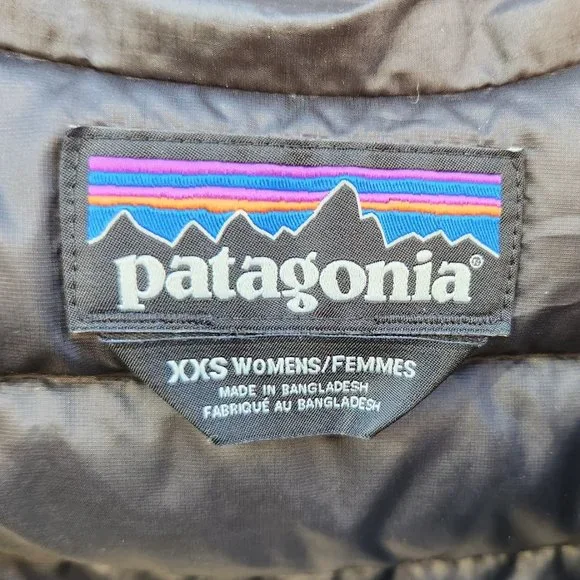 patagonia®
XXS WOMENS/FEMMES
MADE IN BANGLADESH
FABRIQUÉ AU BANGLADESH